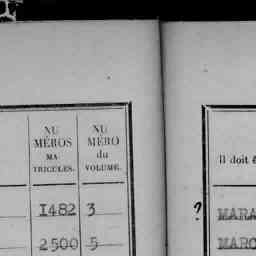 NU
MÉROS
MA
TRICULES.
NU
MÉRO
du
VOLUME.
1482 3
2500 5
Il doit
? MARA
MARC